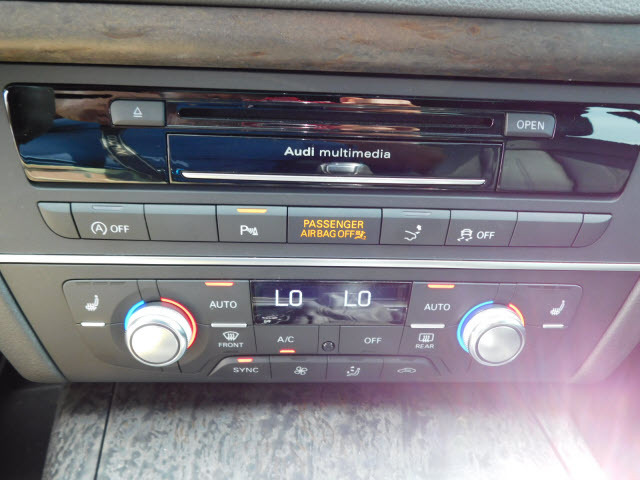 OPEN
Audi multimedia
A OFF
P
PASSENGER
AIRBAG OFF
OFF
AUTO
LO LO
AUTO
FRONT
A/C
OFF
REAR
SYNC